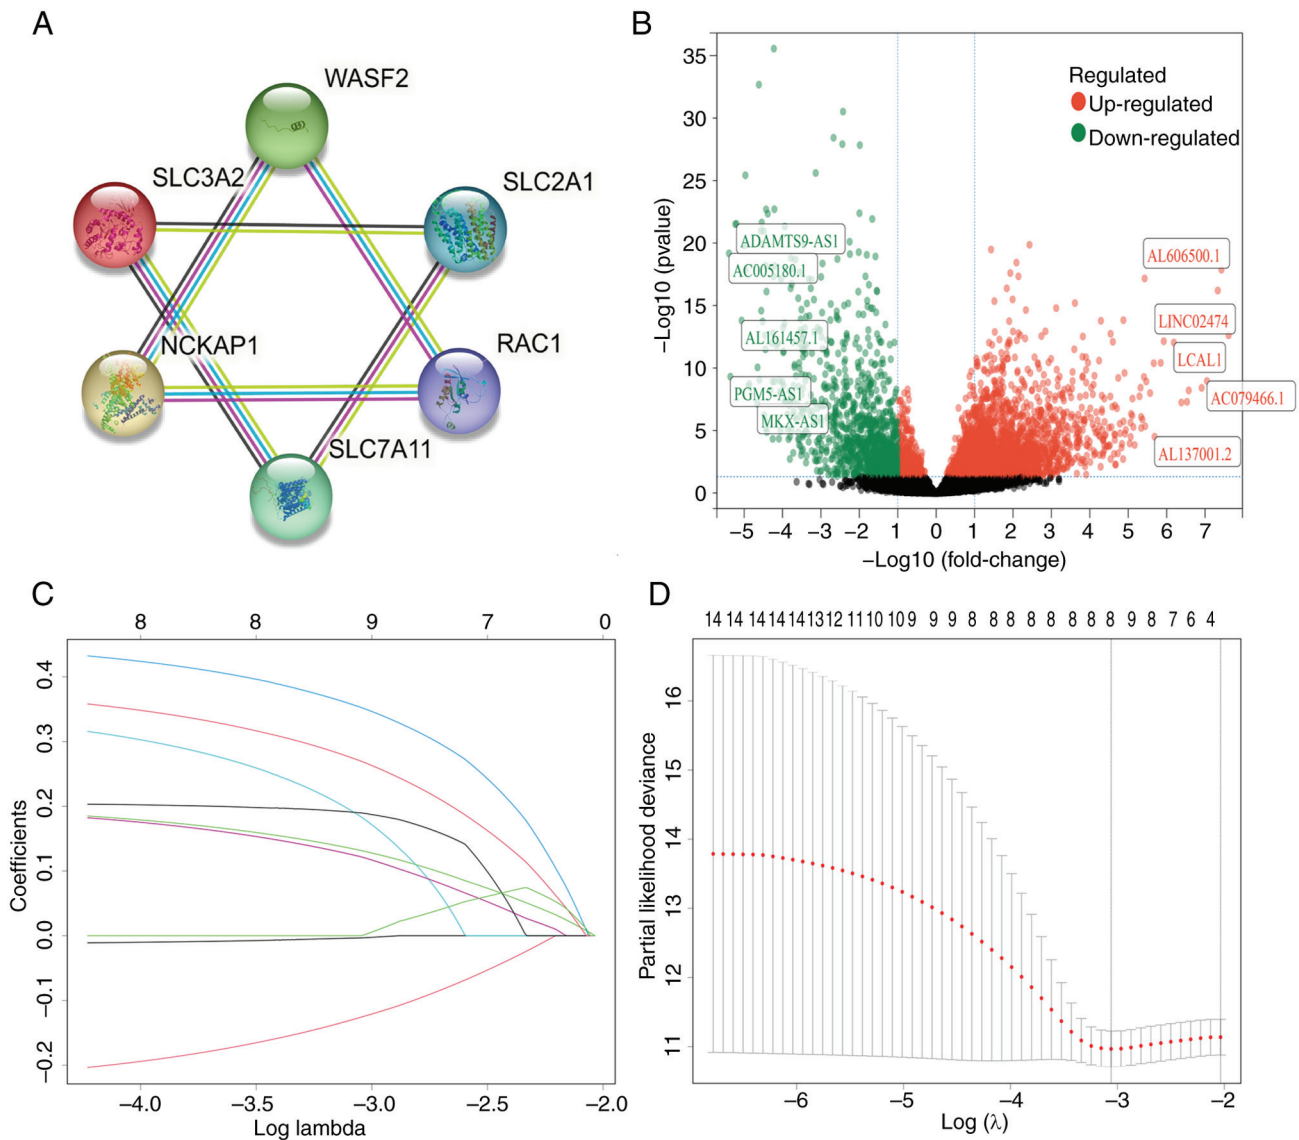 A
WASF2
SLC3A2
SLC2A1
NCKAP1
RAC1
SLC7A11
B
Regulated
Up-regulated
Down-regulated
ADAMTS9-AS1
AC005180.1
AL161457.1
PGM5-AS1
MKX-AS1
AL606500.1
LINC02474
LCAL1
AC079466.1
AL137001.2
35
30
25
20
15
10
5
0
−Log10 (pvalue)
−5 −4 −3 −2 1 0 1 2 3 4 5 6 7
−Log10 (fold-change)
C
8 8 9 7 0
0.4
0.3
0.2
0.1
0.0
−0.1
−0.2
Coefficients
−4.0 −3.5 −3.0 −2.5 −2.0
Log lambda
D
14 14 14 14 14 13 12 11 10 10 9 9 9 8 8 8 8 8 8 8 8 9 8 7 6 4
16
15
14
13
12
11
Partial likelihood deviance
−6 −5 −4 −3 −2
Log (λ)